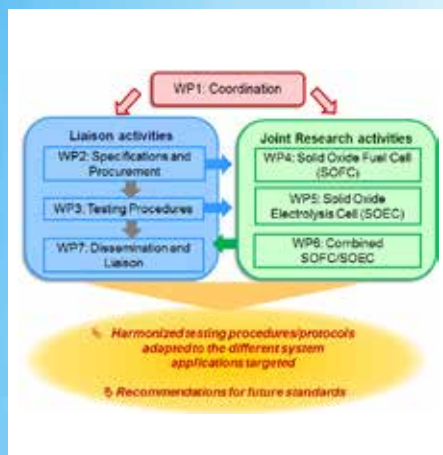 WP1: Coordination
Liaison activities
WP2: Specifications and
Procurement
WP3: Testing Procedures
WP7: Dissemination and
Liaison
Joint Research activities
WP4: Solid Oxide Fuel Cell
(SOFC)
WP5: Solid Oxide
Electrolysis Cell (SOEC)
WP6: Combined
SOFC/SOEC
Harmonized testing procedures/protocols
adapted to the different system
applications targeted
Recommendations for future standards